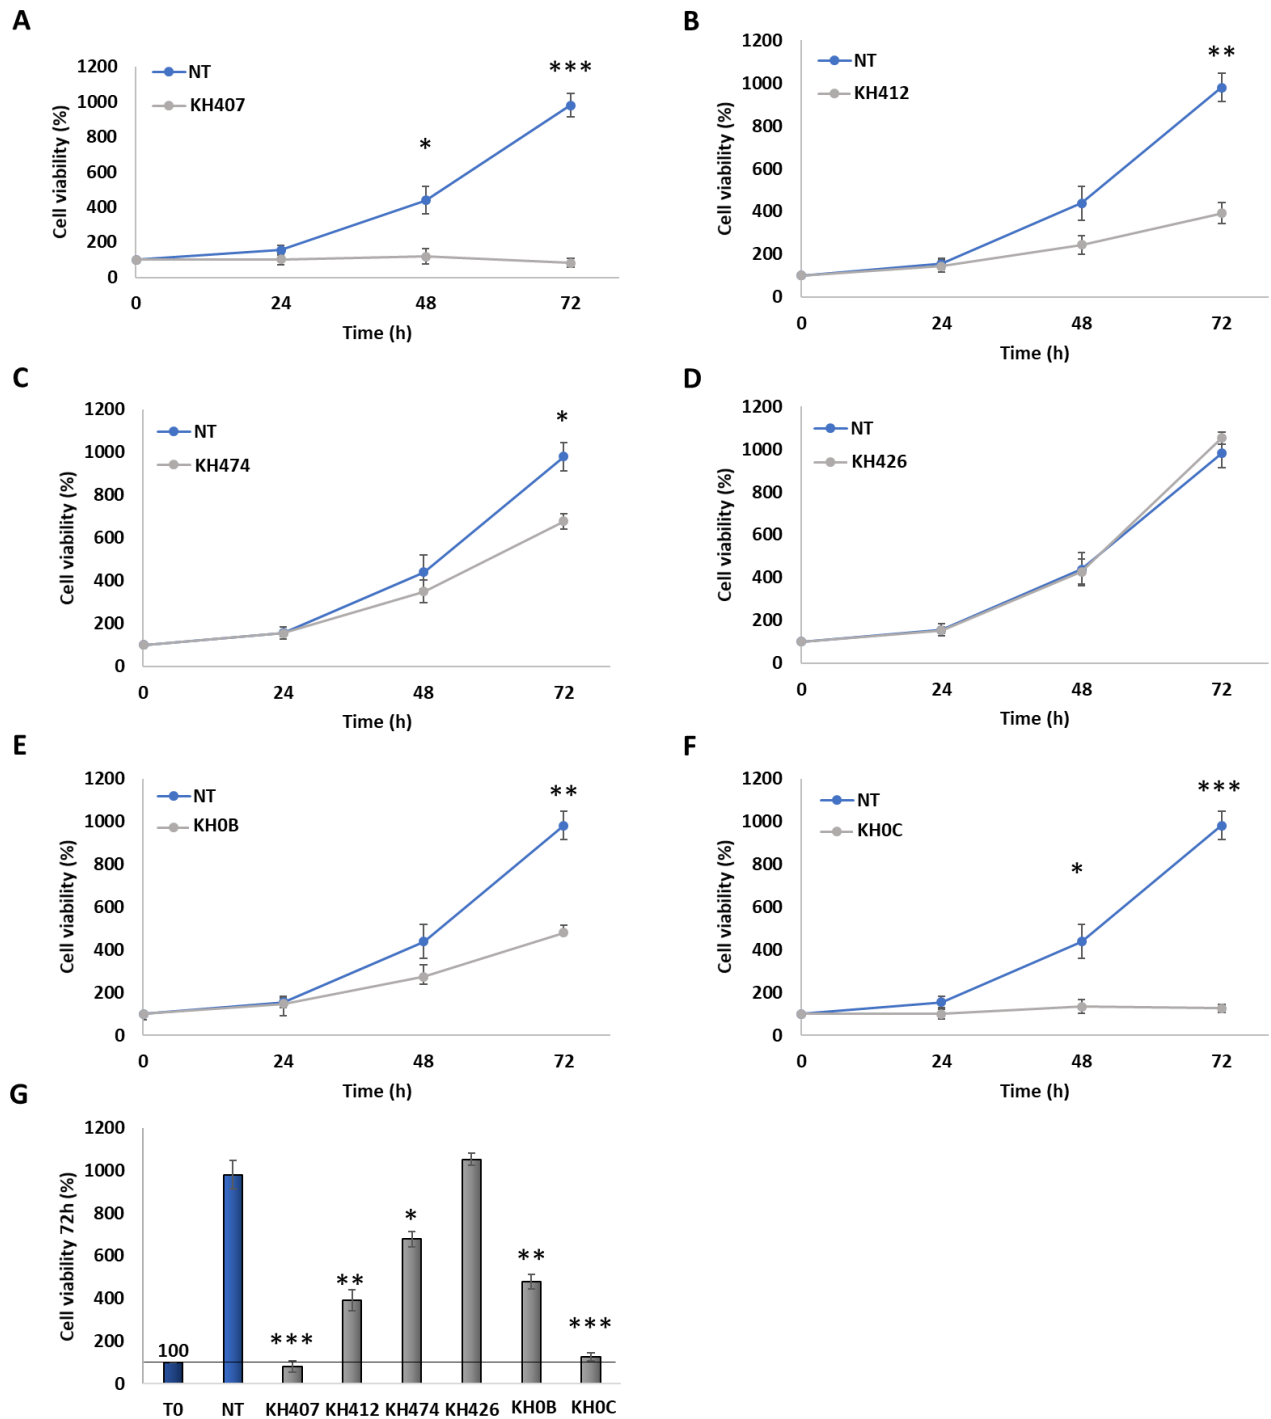 A
1200
1000
800
600
400
200
0
Cell viability (%)
NT
KH407
*
***
0 24 48 72
Time (h)
B
1200
1000
800
600
400
200
0
Cell viability (%)
NT
KH412
**
0 24 48 72
Time (h)
C
1200
1000
800
600
400
200
0
Cell viability (%)
NT
KH474
*
0 24 48 72
Time (h)
D
1200
1000
800
600
400
200
0
Cell viability (%)
NT
KH426
0 24 48 72
Time (h)
E
1200
1000
800
600
400
200
0
Cell viability (%)
NT
KH0B
**
0 24 48 72
Time (h)
F
1200
1000
800
600
400
200
0
Cell viability (%)
NT
KH0C
*
***
0 24 48 72
Time (h)
G
1200
1000
800
600
400
200
0
Cell viability 72h (%)
100
***
**
*
**
***
T0 NT KH407 KH412 KH474 KH426 KH0B KH0C